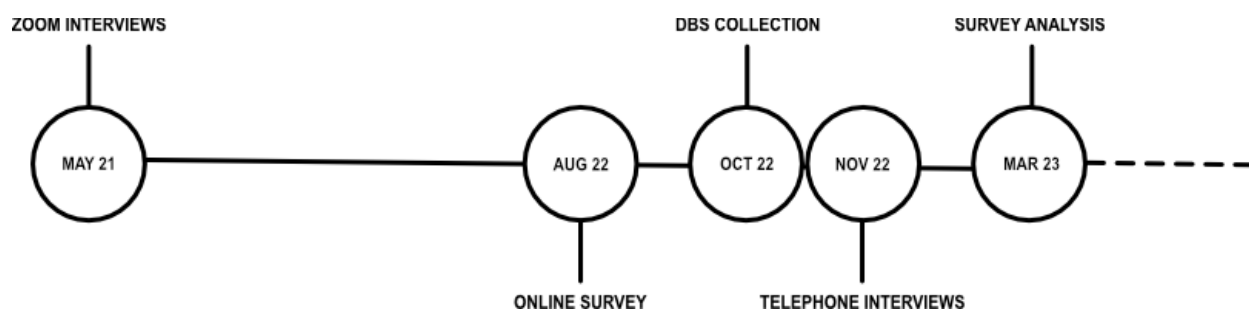 ZOOM INTERVIEWS
DBS COLLECTION
SURVEY ANALYSIS
MAY 21
AUG 22
OCT 22
NOV 22
MAR 23
ONLINE SURVEY
TELEPHONE INTERVIEWS